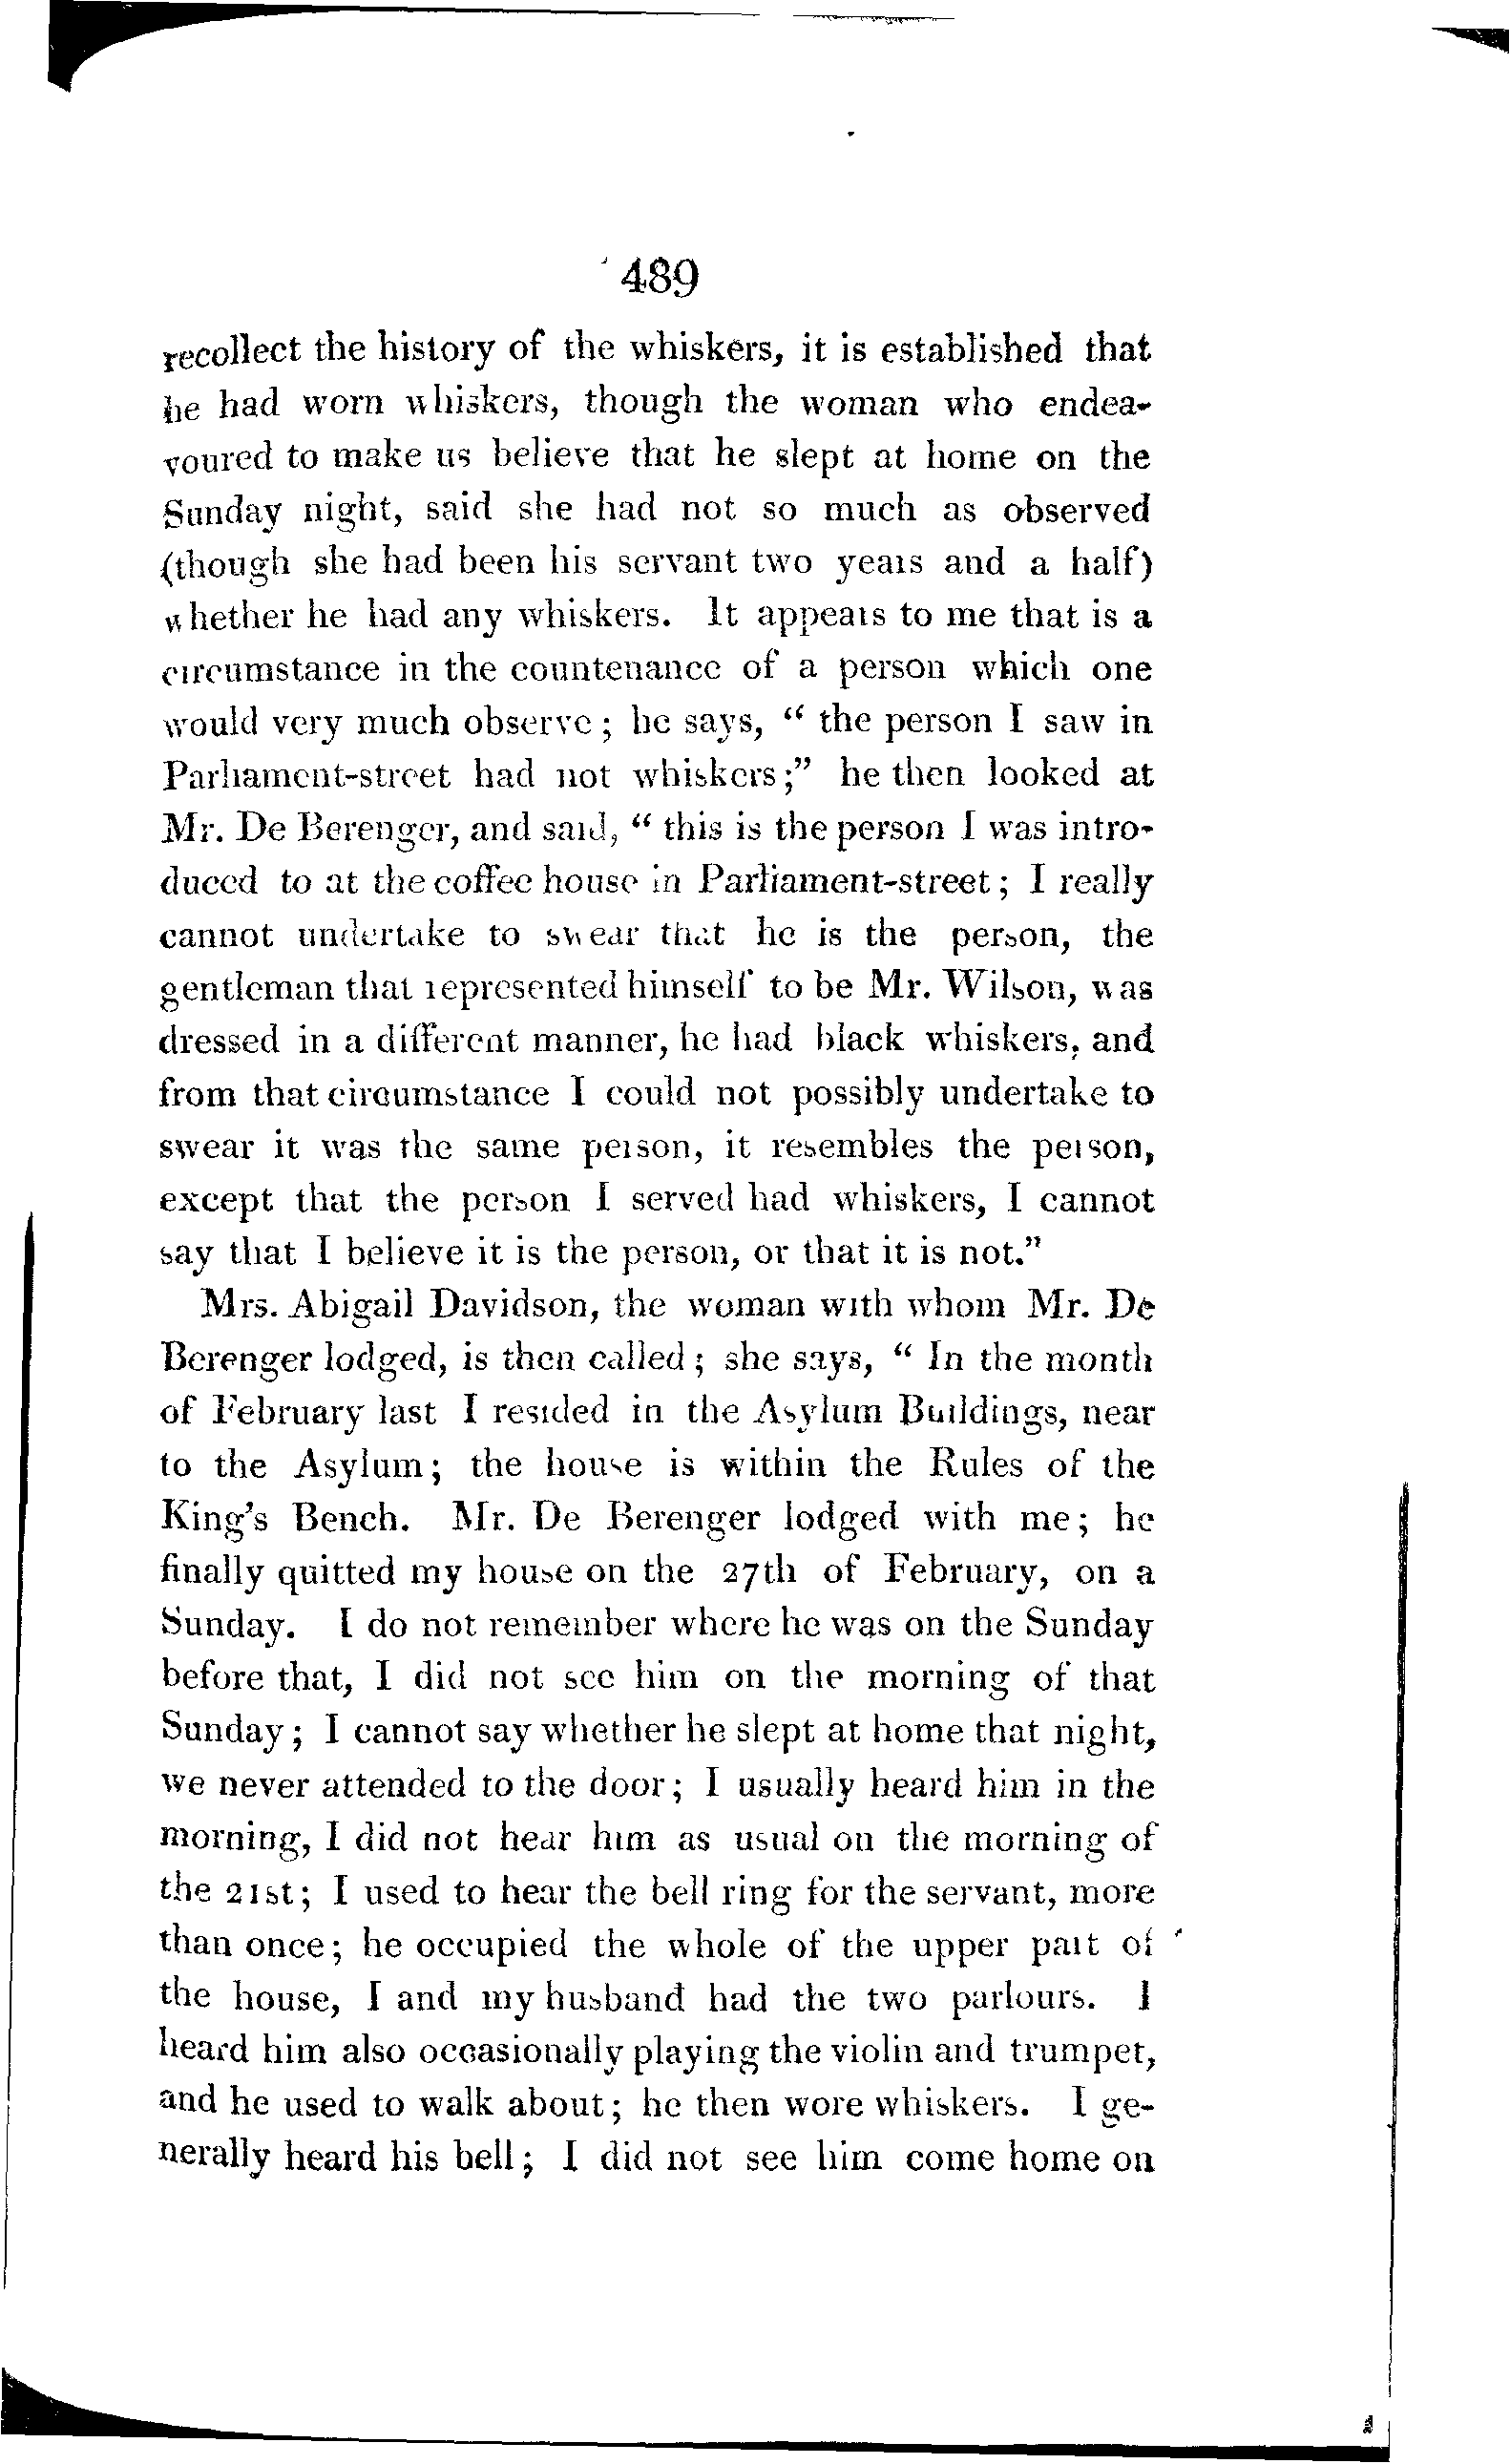 489
recollect the history of the whiskers, it is established that
he had worn whiskers, though the woman who endea-
voured to make us believe that he slept at home on the
Sunday night, said she had not so much as observed
(though she had been his servant two years and a half)
whether he had any whiskers. It appears to me that is a
circumstance in the countenance of a person which one
would very much observe; he says, “ the person I saw in
Parliament-street had not whiskers;” he then looked at
Mr. De Berenger, and said, “ this is the person I was intro-
duced to at the coffee house in Parliament-street; I really
cannot undertake to swear that he is the person, the
gentleman that represented himself to be Mr. Wilson, was
dressed in a different manner, he had black whiskers, and
from that circumstance I could not possibly undertake to
swear it was the same person, it resembles the person,
except that the person I served had whiskers, I cannot
say that I believe it is the person, or that it is not.”
Mrs. Abigail Davidson, the woman with whom Mr. De
Berenger lodged, is then called; she says, “ In the month
of February last I resided in the Asylum Buildings, near
to the Asylum; the house is within the Rules of the
King's Bench. Mr. De Berenger lodged with me; he
finally quitted my house on the 27th of February, on a
Sunday. I do not remember where he was on the Sunday
before that, I did not see him on the morning of that
Sunday; I cannot say whether he slept at home that night,
we never attended to the door; I usually heard him in the
morning, I did not hear him as usual on the morning of
the 21st; I used to hear the bell ring for the servant, more
than once; he occupied the whole of the upper part of
the house, I and my husband had the two parlours. I
heard him also occasionally playing the violin and trumpet,
and he used to walk about; he then wore whiskers. I ge-
nerally heard his bell; I did not see him come home on